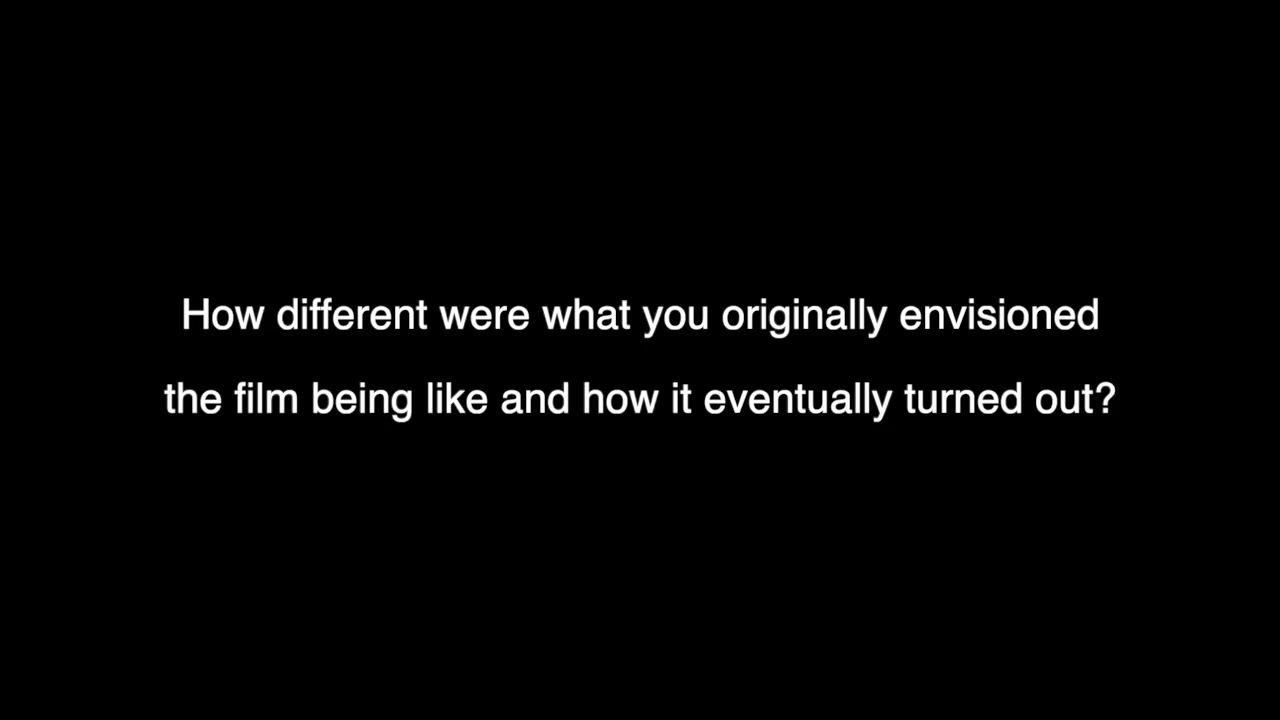 How different were what you originally envisioned
the film being like and how it eventually turned out?